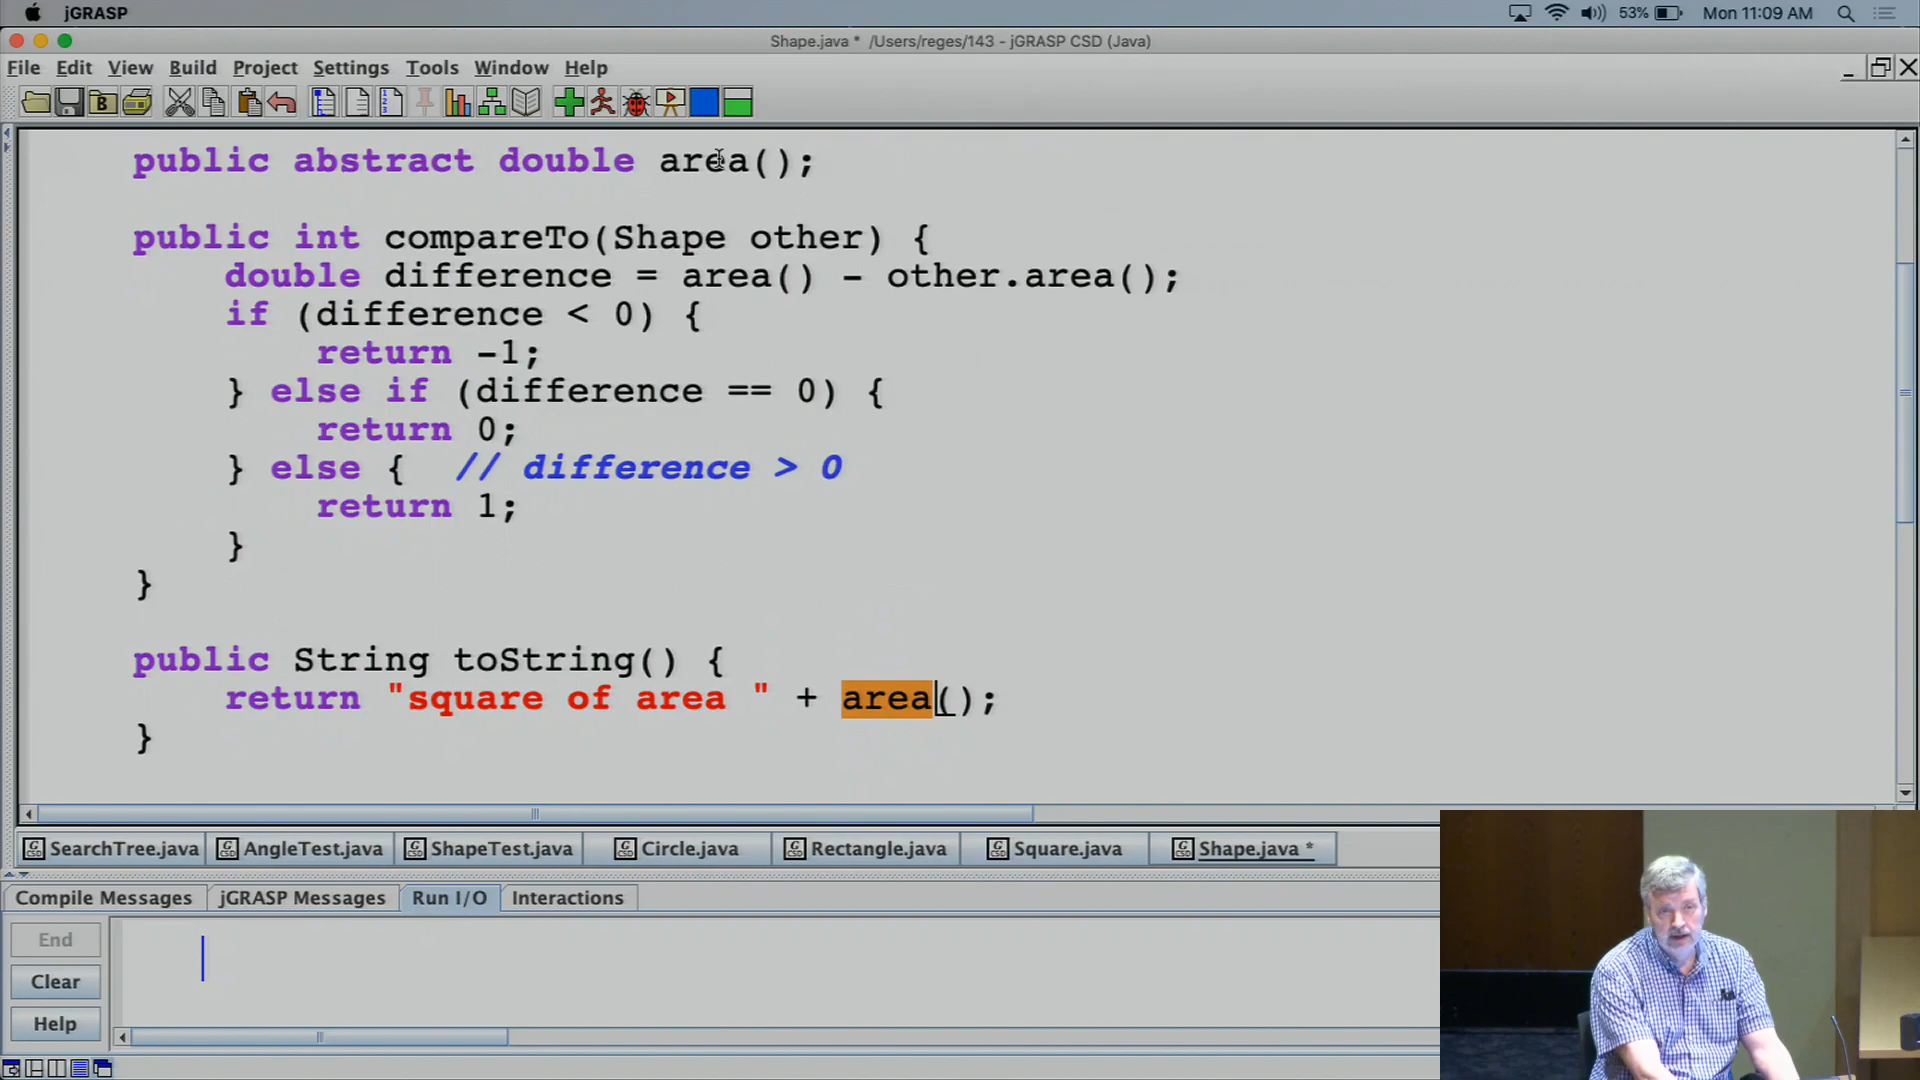 jGRASP
53% Mon 11:09 AM
Shape.java * /Users/reges/143 - jGRASP CSD (Java)
File Edit View Build Project Settings Tools Window Help
public abstract double area();
public int compareTo(Shape other) {
double difference = area() - other.area();
if (difference < 0) {
return -1;
} else if (difference == 0) {
return 0;
} else { // difference > 0
return 1;
}
}
public String toString() {
return "square of area " + area();
}
SearchTree.java AngleTest.java ShapeTest.java Circle.java Rectangle.java Square.java Shape.java *
Compile Messages jGRASP Messages Run I/O Interactions
End
Clear
Help